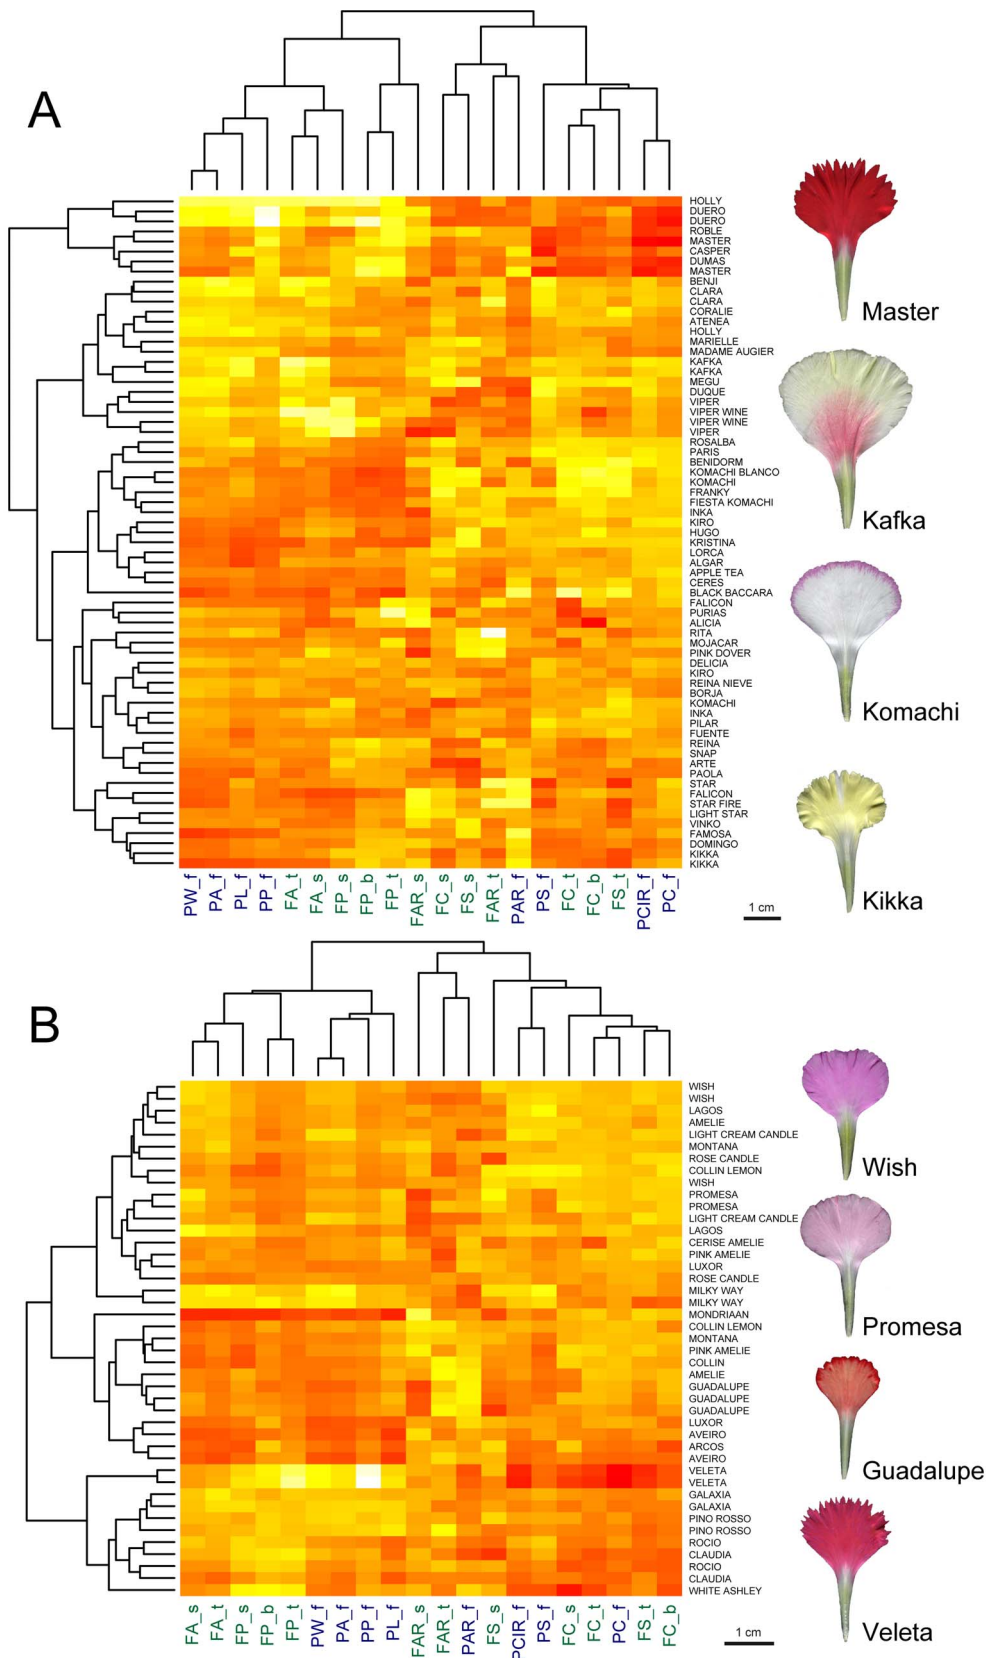 A
HOLLY
DUERO
DUERO
ROBLE
MASTER
CASPER
DUMAS
MASTER
BENJI
CLARA
CLARA
CORALIE
ATENEA
HOLLY
MARIELLE
MADAME AUGIER
KAFKA
KAFKA
MEGU
DUQUE
VIPER
VIPER WINE
VIPER WINE
VIPER
ROSALBA
PARIS
BENIDORM
KOMACHI BLANCO
KOMACHI
FRANKY
FIESTA KOMACHI
INKA
KIRO
HUGO
KRISTINA
LORCA
ALGAR
APPLE TEA
CERES
BLACK BACCARA
FALICON
PURIAS
ALICIA
RITA
MOJACAR
PINK DOVER
DELICIA
KIRO
REINA NIEVE
BORJA
KOMACHI
INKA
PILAR
FUENTE
REINA
SNAP
ARTE
PAOLA
STAR
FALICON
STAR FIRE
LIGHT STAR
VINKO
FAMOSA
DOMINGO
KIKKA
KIKKA
PW_f
PA_f
PL_f
PP_f
FA_t
FA_s
FP_s
FP_b
FP_t
FAR_s
FC_s
FS_s
FAR_t
PAR_f
PS_f
FC_t
FC_b
FS_t
PCIR_f
PC_f
Master
Kafka
Komachi
Kikka
1 cm
B
WISH
WISH
LAGOS
AMELIE
LIGHT CREAM CANDLE
MONTANA
ROSE CANDLE
COLLIN LEMON
WISH
PROMESA
PROMESA
LIGHT CREAM CANDLE
LAGOS
CERISE AMELIE
PINK AMELIE
LUXOR
ROSE CANDLE
MILKY WAY
MILKY WAY
MONDRIAAN
COLLIN LEMON
MONTANA
PINK AMELIE
COLLIN
AMELIE
GUADALUPE
GUADALUPE
GUADALUPE
LUXOR
AVEIRO
ARCOS
AVEIRO
VELETA
VELETA
GALAXIA
GALAXIA
PINO ROSSO
PINO ROSSO
ROCIO
CLAUDIA
ROCIO
CLAUDIA
WHITE ASHLEY
FA_s
FA_t
FP_s
FP_b
FP_t
PW_f
PA_f
PP_f
PL_f
FAR_s
FAR_t
PAR_f
FS_s
PCIR_f
PS_f
FC_s
FC_t
PC_f
FS_t
FC_b
Wish
Promesa
Guadalupe
Veleta
1 cm